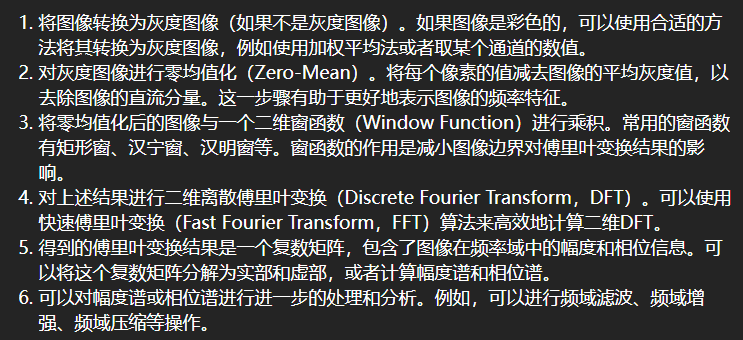 1. 将图像转换为灰度图像（如果不是灰度图像）。如果图像是彩色的，可以使用合适的方
法将其转换为灰度图像，例如使用加权平均法或者取某个通道的数值。
2. 对灰度图像进行零均值化（Zero-Mean）。将每个像素的值减去图像的平均灰度值，以
去除图像的直流分量。这一步骤有助于更好地表示图像的频率特征。
3. 将零均值化后的图像与一个二维窗函数（Window Function）进行乘积。常用的窗函数
有矩形窗、汉宁窗、汉明窗等。窗函数的作用是减小图像边界对傅里叶变换结果的影
响。
4. 对上述结果进行二维离散傅里叶变换（Discrete Fourier Transform，DFT）。可以使用
快速傅里叶变换（Fast Fourier Transform，FFT）算法来高效地计算二维DFT。
5. 得到的傅里叶变换结果是一个复数矩阵，包含了图像在频率域中的幅度和相位信息。可
以将这个复数矩阵分解为实部和虚部，或者计算幅度谱和相位谱。
6. 可以对幅度谱或相位谱进行进一步的处理和分析。例如，可以进行频域滤波、频域增
强、频域压缩等操作。